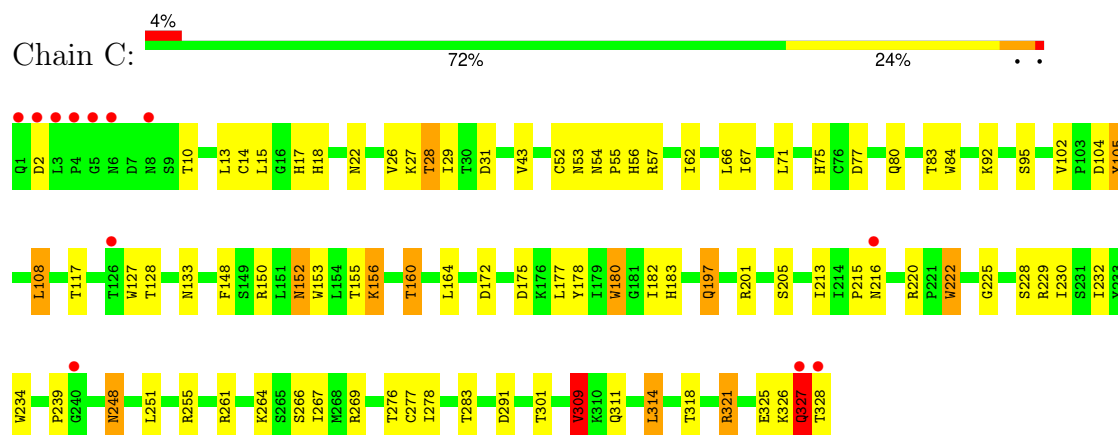 4%
Chain C:
72% 24% . .
Q1 D2 L3 P4 G5 N6 D7 N8 S9 T10 L13 C14 L15 G16 H17 H18 N22 V26 K27 T28 I29 T30 D31 V43 C52 N53 N54 P55 H56 R57 I62 L66 I67 L71 H75 C76 D77 Q80 T83 W84 K92 S95 V102 P103 D104 Y105
L108 T117 T126 W127 T128 N133 F148 S149 R150 L151 N152 W153 L154 T155 K156 T160 L164 D172 D175 K176 L177 Y178 I179 W180 G181 I182 H183 Q197 R201 S205 I213 I214 P215 N216 R220 P221 W222 G225 S228 R229 I230 S231 I232 Y233
W234 P239 G240 N248 L251 R255 R261 K264 S265 S266 I267 M268 R269 T276 C277 I278 T283 D291 T301 V309 K310 Q311 L314 T318 R321 E325 K326 Q327 T328